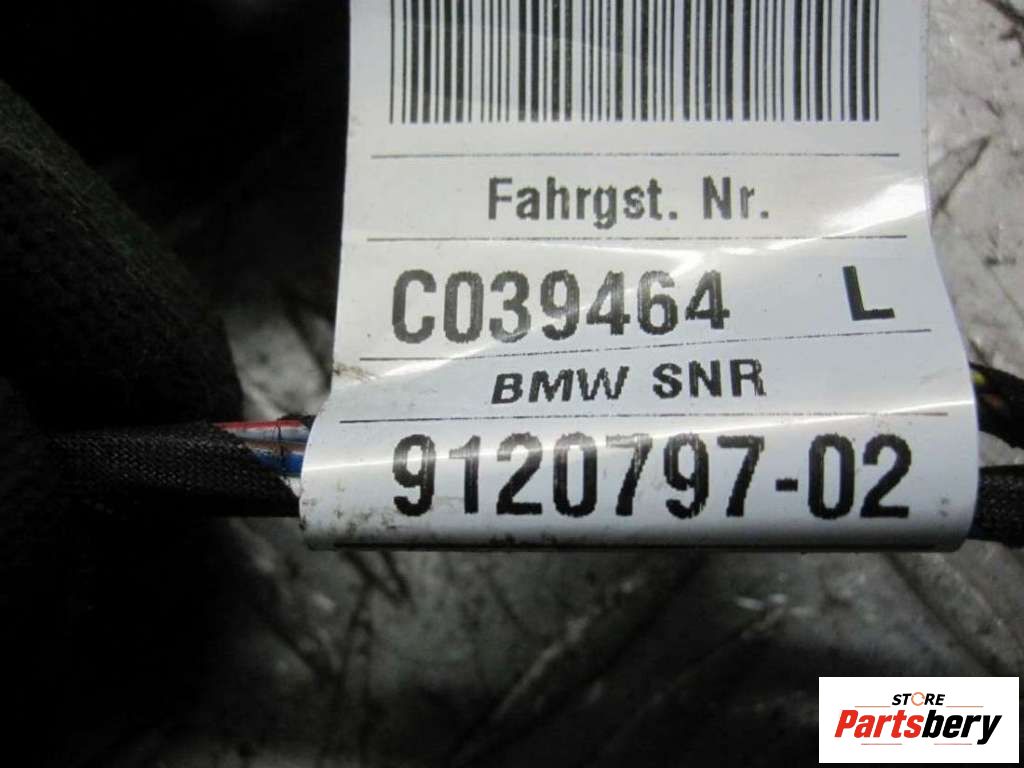 Fahrgst. Nr.
C039464 L
BMW SNR
9120797-02
STORE
Partsbery